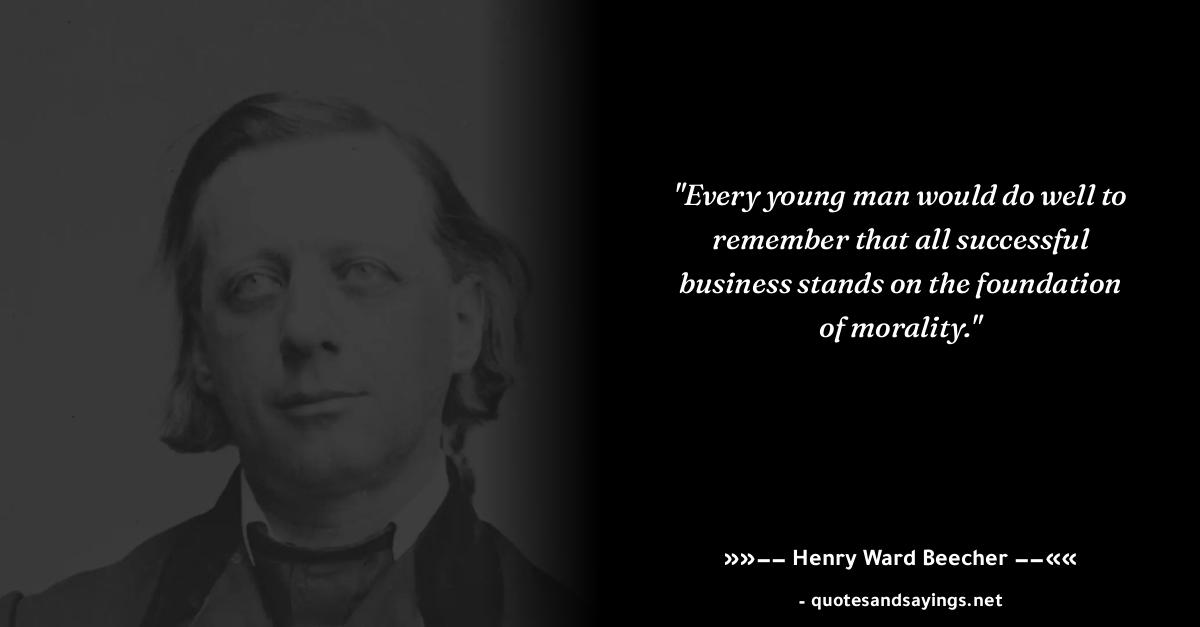 "Every young man would do well to
remember that all successful
business stands on the foundation
of morality."
»»–– Henry Ward Beecher ––««
- quotesandsayings.net